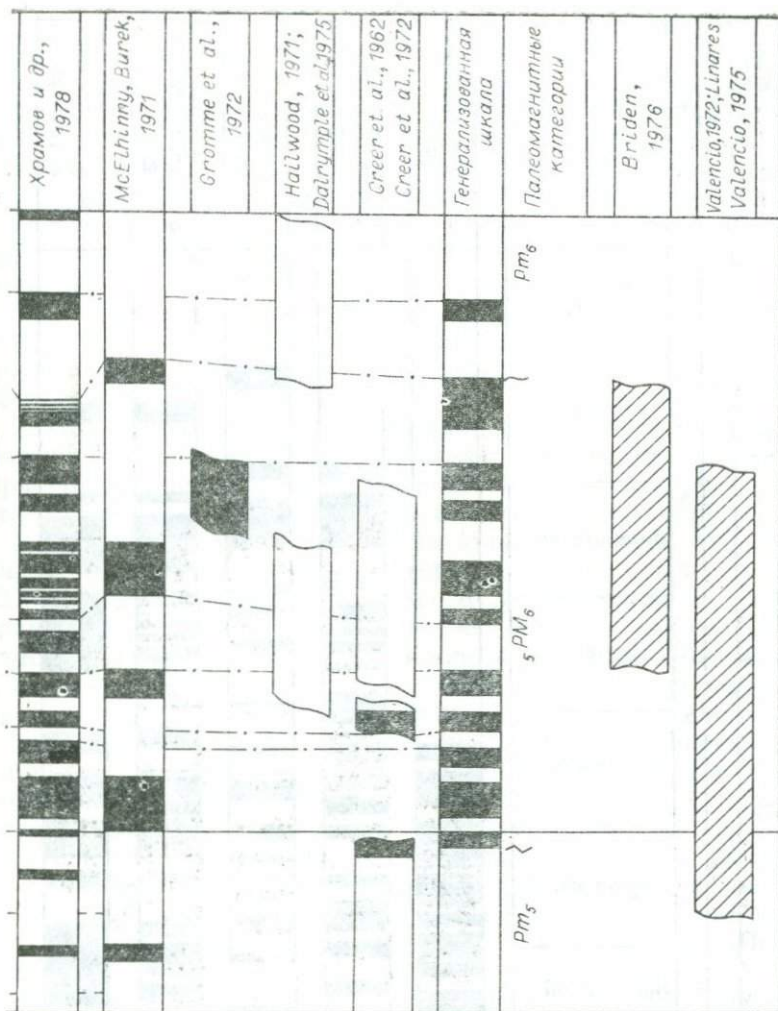 Храмов и др.,
1978
McElhinny, Burek,
1971
Gromme et al.,
1972
Hailwood, 1971;
Dalrymple et al., 1975
Creer et al., 1962
Creer et al., 1972
Генерализованная
шкала
Палеомагнитные
категории
Briden,
1976
Valencio, 1972; Linares
Valencio, 1975
Pm₆
₅PM₆
Pm₅